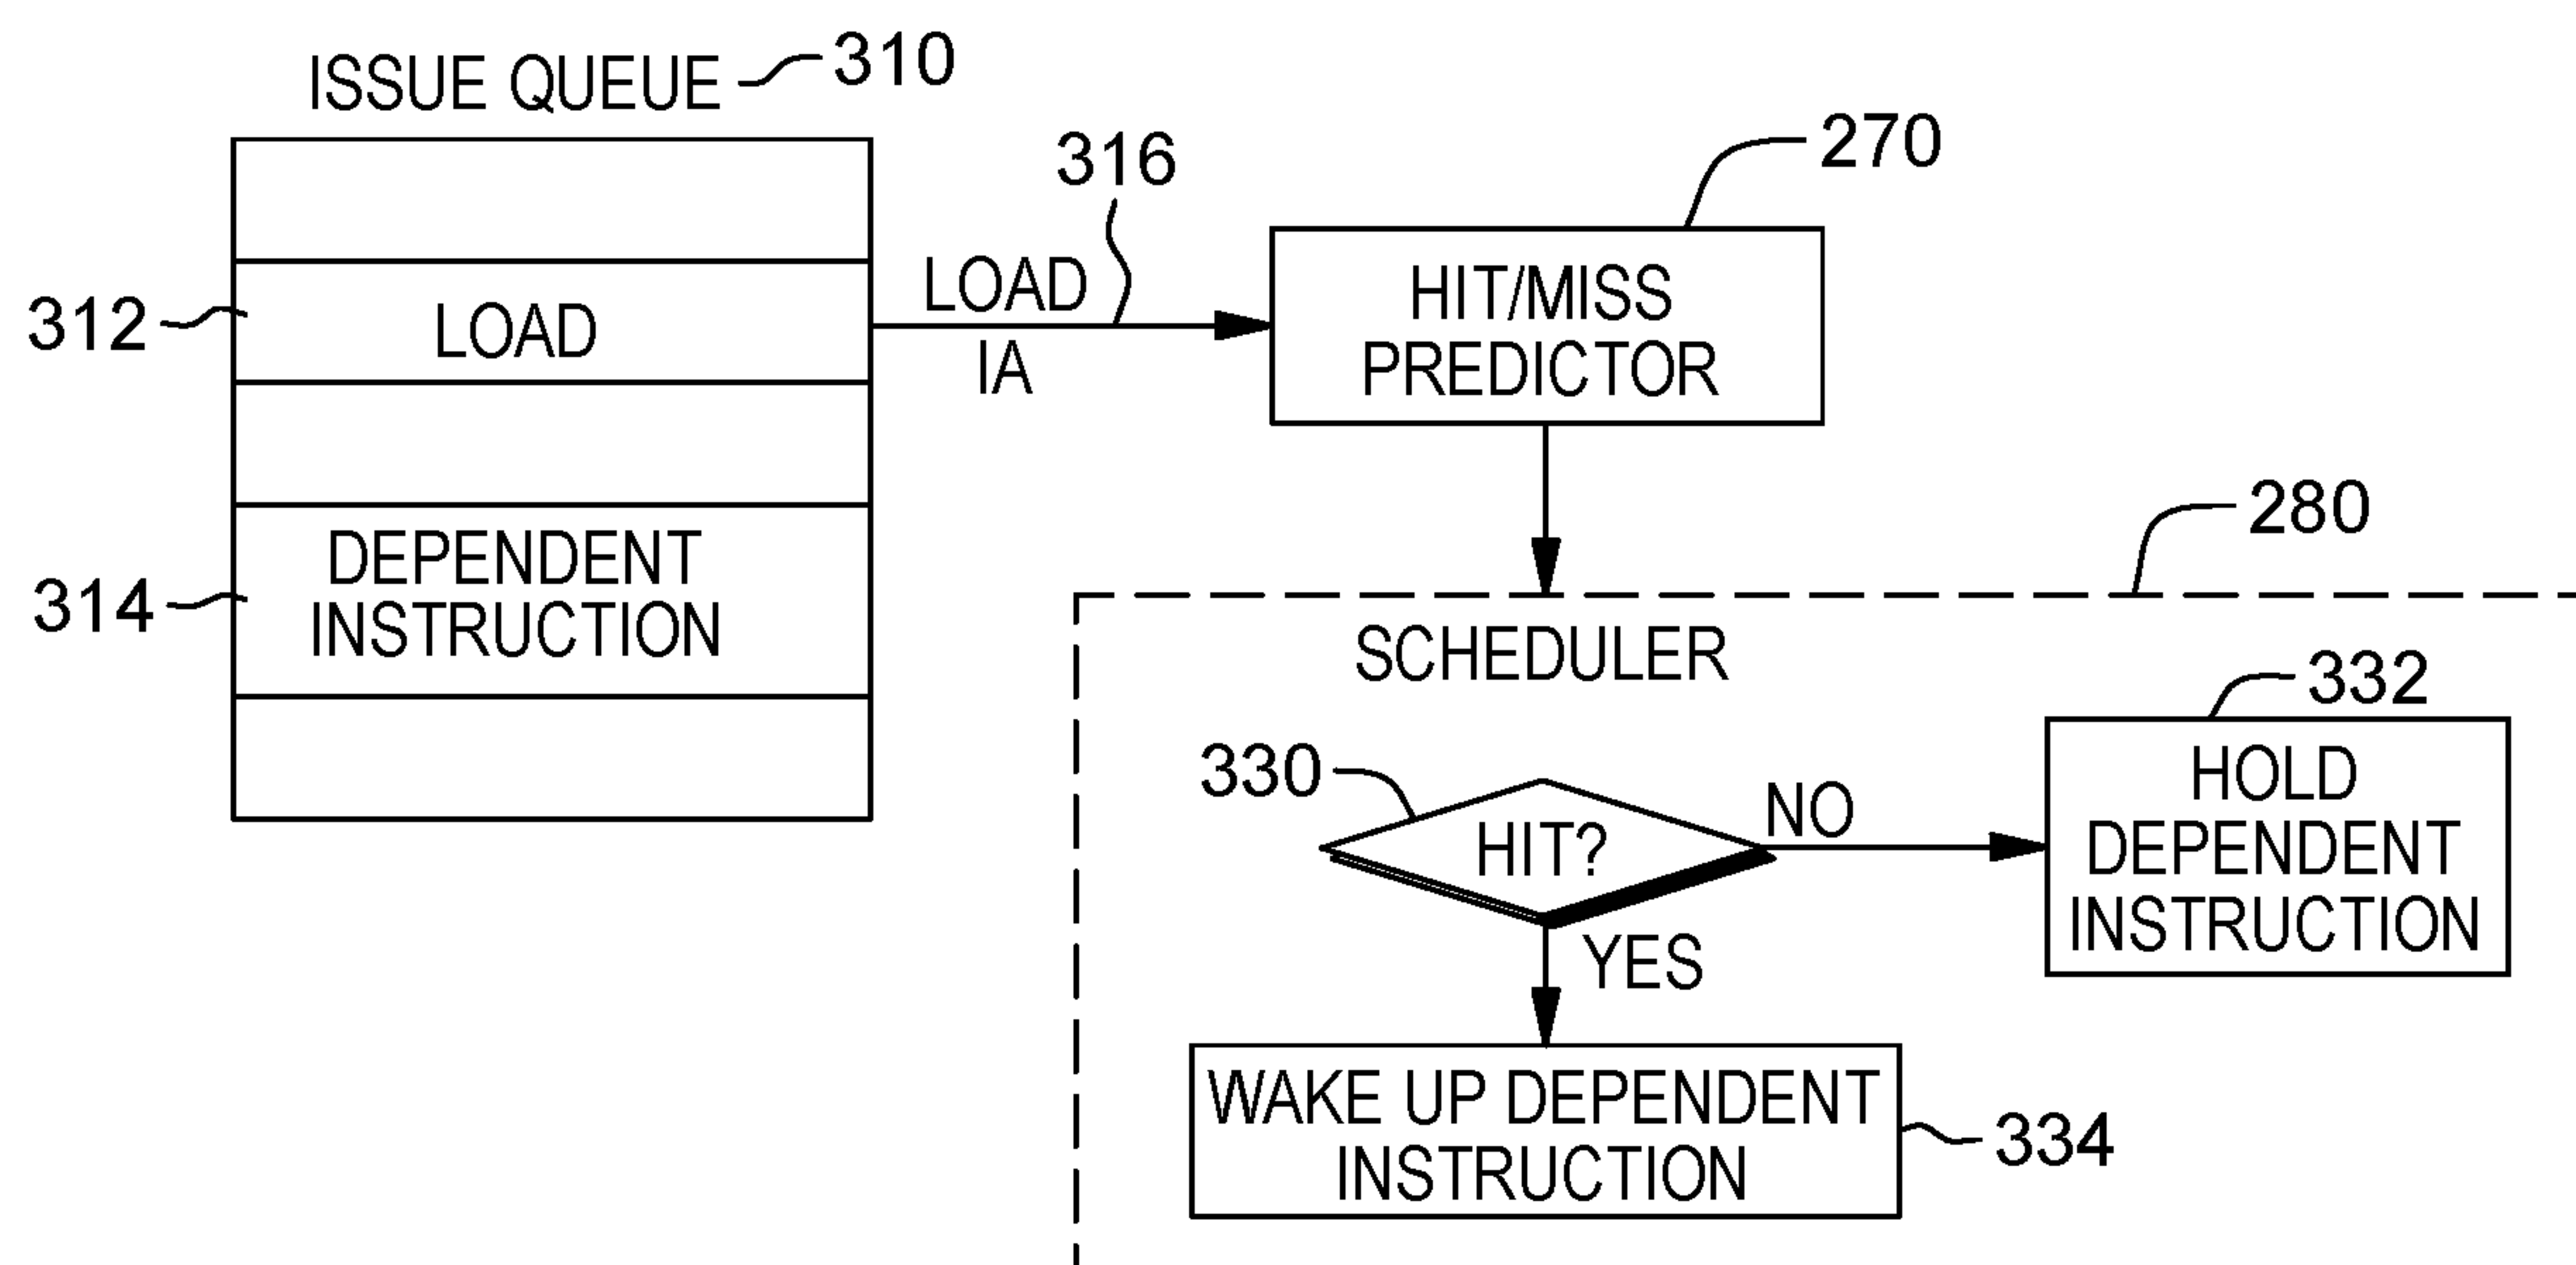 ISSUE QUEUE 310
316
270
312
LOAD
LOAD
IA
HIT/MISS
PREDICTOR
280
314
DEPENDENT
INSTRUCTION
SCHEDULER
332
330
HIT?
NO
HOLD
DEPENDENT
INSTRUCTION
YES
WAKE UP DEPENDENT
INSTRUCTION
334